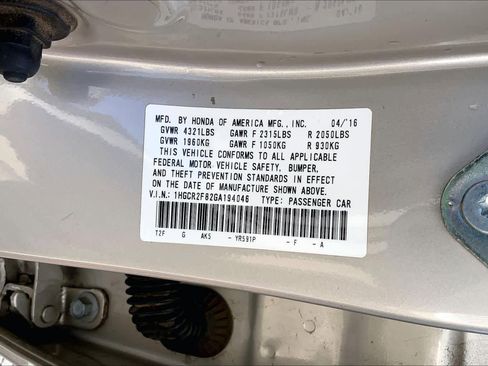 MFD. BY HONDA OF AMERICA MFG., INC. 04/'16
GVWR 4321LBS GAWR F 2315LBS R 2050LBS
GVWR 1960KG GAWR F 1050KG R 930KG
THIS VEHICLE CONFORMS TO ALL APPLICABLE
FEDERAL MOTOR VEHICLE SAFETY, BUMPER,
AND THEFT PREVENTION STANDARDS IN EFFECT
ON THE DATE OF MANUFACTURE SHOWN ABOVE.
V.I.N.: 1HGCR2F82GA194046 TYPE: PASSENGER CAR
T2F G AKS - YR591P - F - A